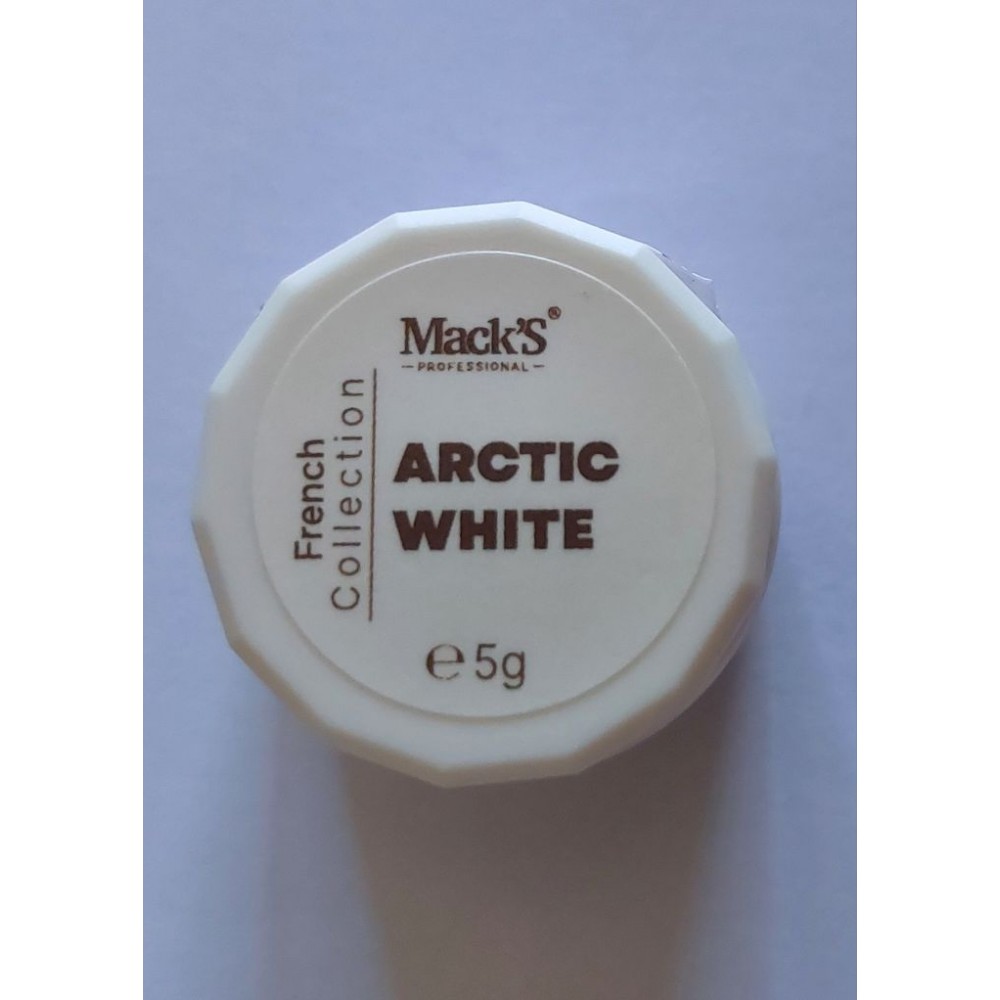 Mack'S®
PROFESSIONAL
French
Collection
ARCTIC
WHITE
℮ 5g